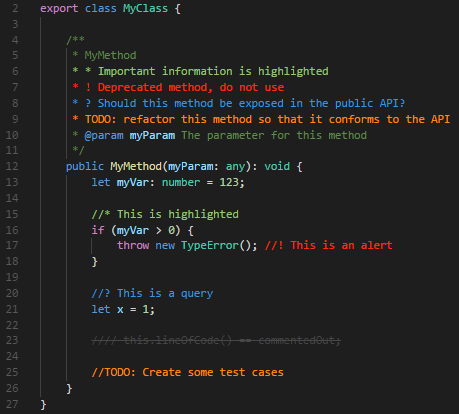 2 export class MyClass {
3
4 /**
5 * MyMethod
6 * * Important information is highlighted
7 * ! Deprecated method, do not use
8 * ? Should this method be exposed in the public API?
9 * TODO: refactor this method so that it conforms to the API
10 * @param myParam The parameter for this method
11 */
12 public MyMethod(myParam: any): void {
13 let myVar: number = 123;
14
15 //* This is highlighted
16 if (myVar > 0) {
17 throw new TypeError(); //! This is an alert
18 }
19
20 //? This is a query
21 let x = 1;
22
23 //// this.lineOfCode() == commentedOut;
24
25 //TODO: Create some test cases
26 }
27 }